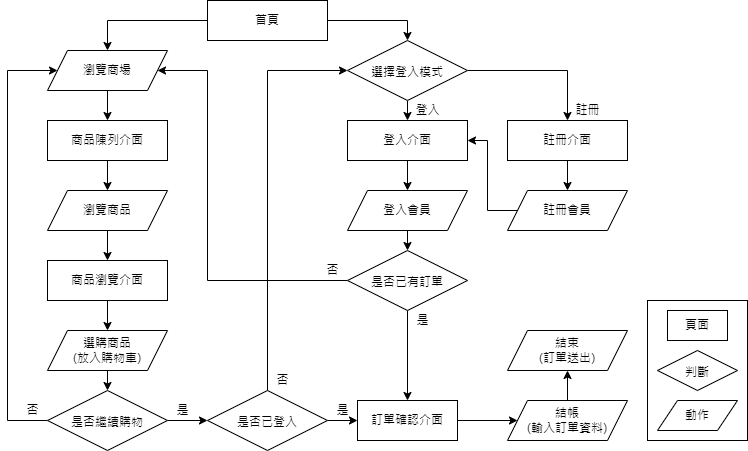 首頁
瀏覽商場
選擇登入模式
登入
註冊
商品陳列介面
登入介面
註冊介面
瀏覽商品
登入會員
註冊會員
否
商品瀏覽介面
是否已有訂單
是
選購商品
(放入購物車)
結束
(訂單送出)
頁面
判斷
動作
否
否
是
是否繼續購物
是否已登入
是
訂單確認介面
結帳
(輸入訂單資料)